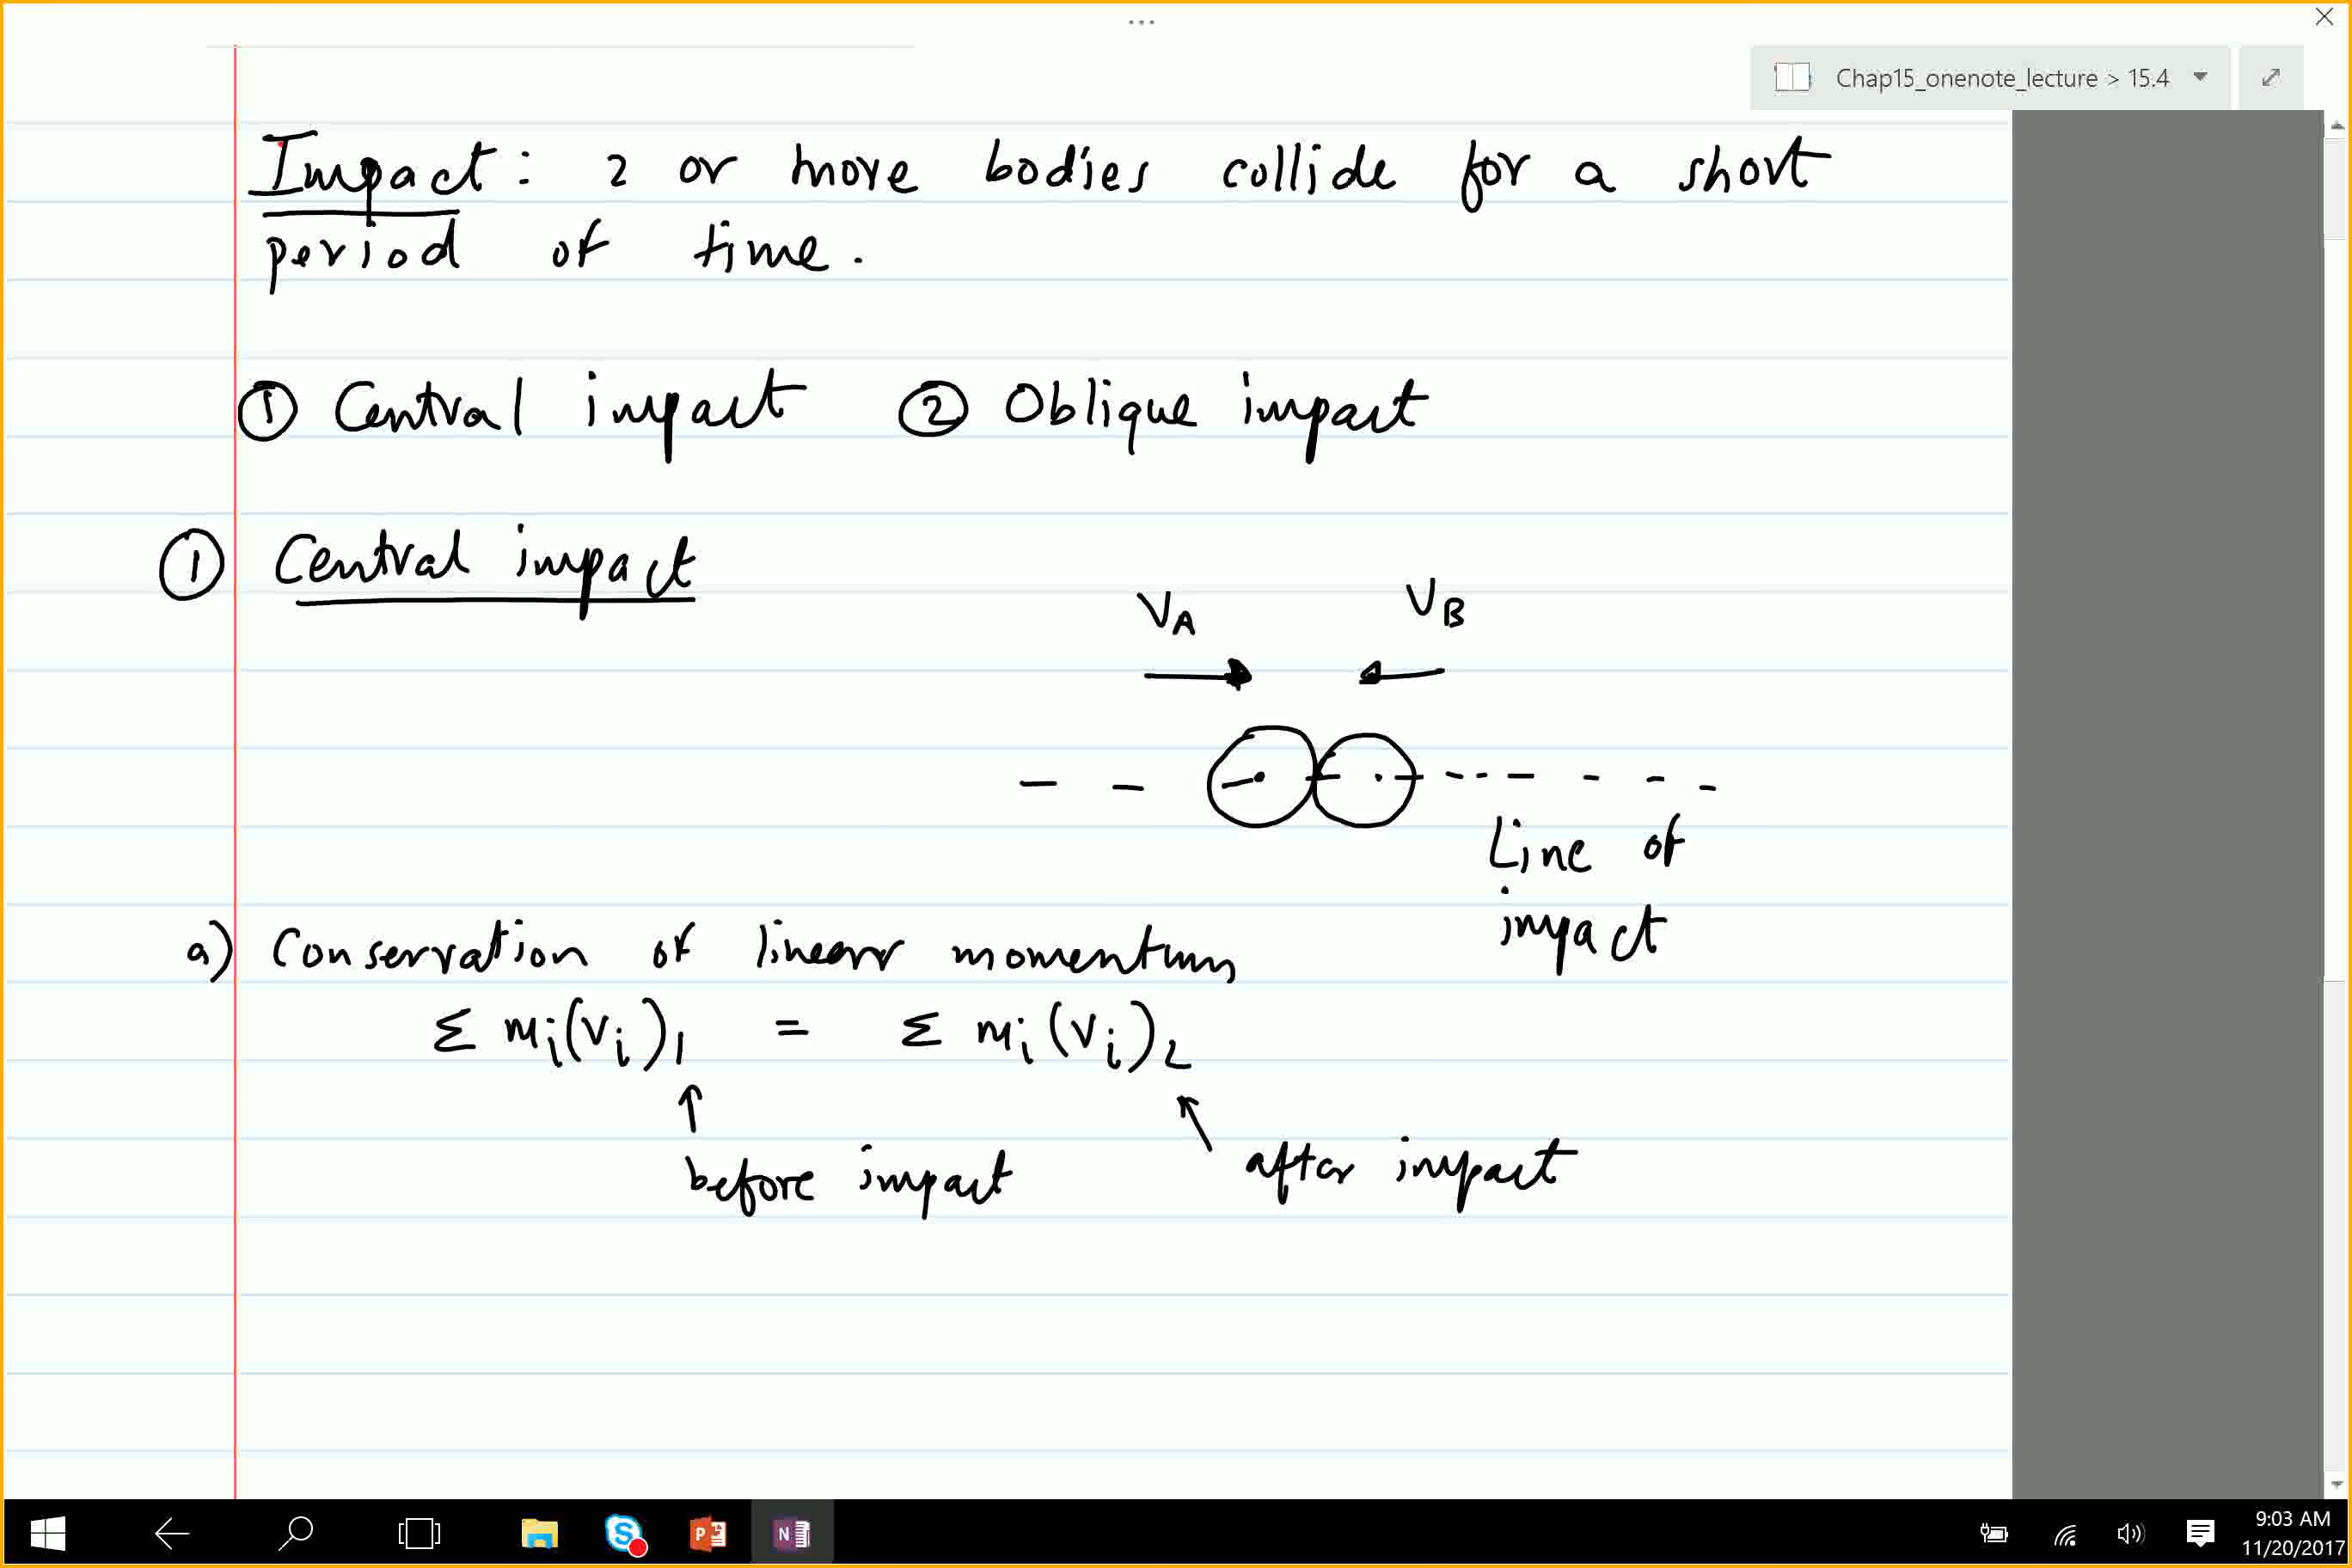 ...
Chap15_onenote_lecture > 15.4
Impact: 2 or more bodies collide for a short
period of time.
① Central impact ② Oblique impact
① Central impact
VA VB
Line of
impact
a) Conservation of linear momentum
Σ mi(vi)1 = Σ mi(vi)2
before impact after impact
9:03 AM
11/20/2017